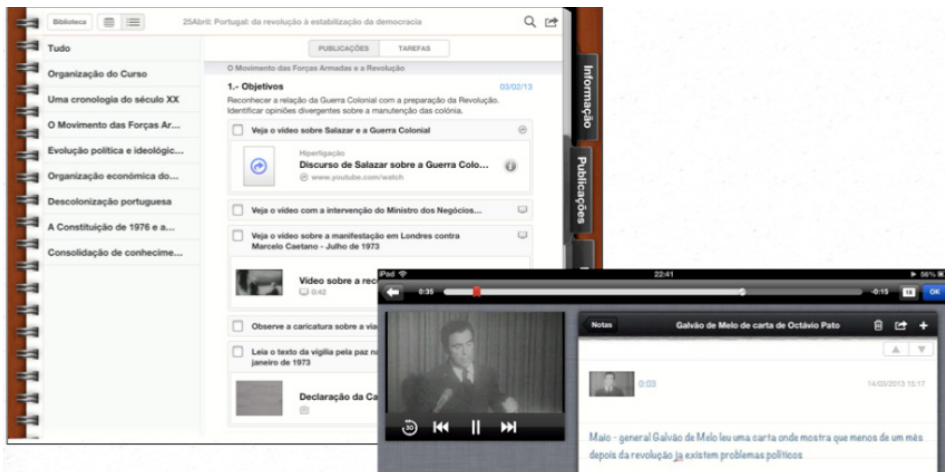 Biblioteca
25Abril: Portugal: da revolução à estabilização da democracia
Tudo
Organização do Curso
Uma cronologia do século XX
O Movimento das Forças Ar...
Evolução política e ideológic...
Organização económica do...
Descolonização portuguesa
A Constituição de 1976 e a...
Consolidação de conhecime...
PUBLICAÇÕES
TAREFAS
O Movimento das Forças Armadas e a Revolução
1.- Objetivos
03/02/13
Reconhecer a relação da Guerra Colonial com a preparação da Revolução.
Identificar opiniões divergentes sobre a manutenção das colónia.
Veja o vídeo sobre Salazar e a Guerra Colonial
Hiperligação
Discurso de Salazar sobre a Guerra Colo...
www.youtube.com/watch
Veja o vídeo com a intervenção do Ministro dos Negócios...
Veja o vídeo sobre a manifestação em Londres contra
Marcelo Caetano - Julho de 1973
Vídeo sobre a rec
0:42
Observe a caricatura sobre a via
Leia o texto da vigília pela paz na
janeiro de 1973
Declaração da Ca
Informação
Publicações
iPad
22:41
56%
0:35
-0:15
OK
30
Notas
Galvão de Melo de carta de Octávio Pato
0:03
14/03/2013 15:17
Maio - general Galvão de Melo leu uma carta onde mostra que menos de um mês
depois da revolução ja existem problemas políticos